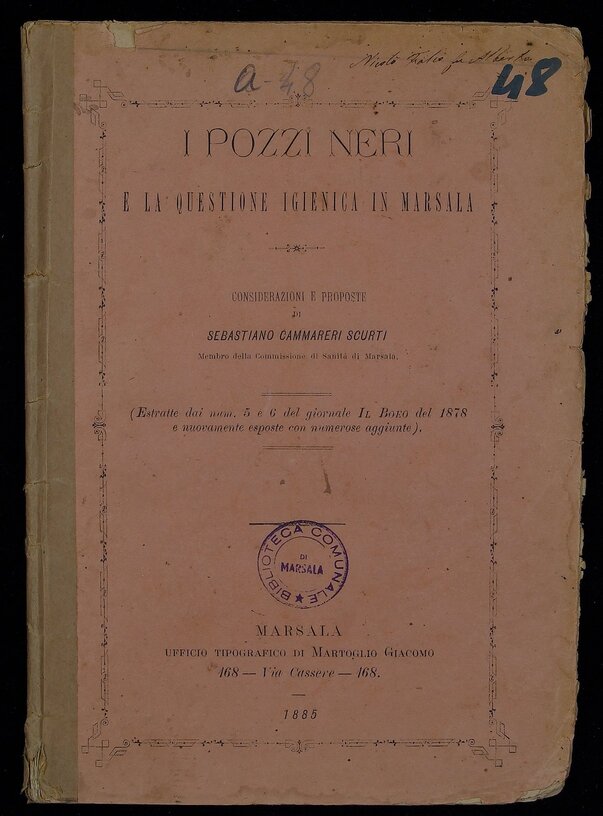 a-48
48
I POZZI NERI
E LA QUESTIONE IGIENICA IN MARSALA
CONSIDERAZIONI E PROPOSTE
DI
SEBASTIANO CAMMARERI SCURTI
Membro della Commissione di Sanitá di Marsala.
(Estratte dai num. 5 e 6 del giornale IL BOEO del 1878
e nuovamente esposte con numerose aggiunte).
BIBLIOTECA COMUNALE
DI
MARSALA
MARSALA
UFFICIO TIPOGRAFICO DI MARTOGLIO GIACOMO
168 — Via Cassere — 168.
1885